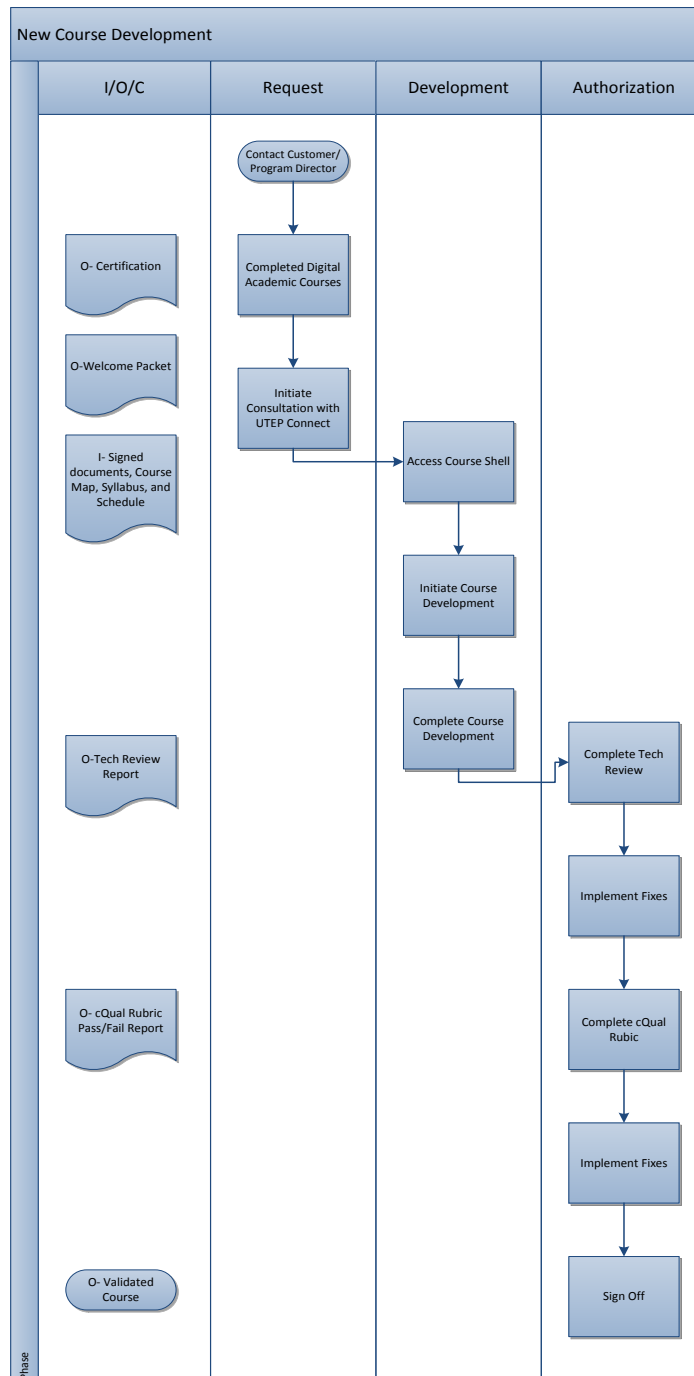 New Course Development
I/O/C
Request
Development
Authorization
Contact Customer/
Program Director
O- Certification
Completed Digital
Academic Courses
O-Welcome Packet
Initiate
Consultation with
UTEP Connect
I- Signed
documents, Course
Map, Syllabus, and
Schedule
Access Course Shell
Initiate Course
Development
Complete Course
Development
O-Tech Review
Report
Complete Tech
Review
Implement Fixes
O- cQual Rubric
Pass/Fail Report
Complete cQual
Rubic
Implement Fixes
O- Validated
Course
Sign Off
Phase